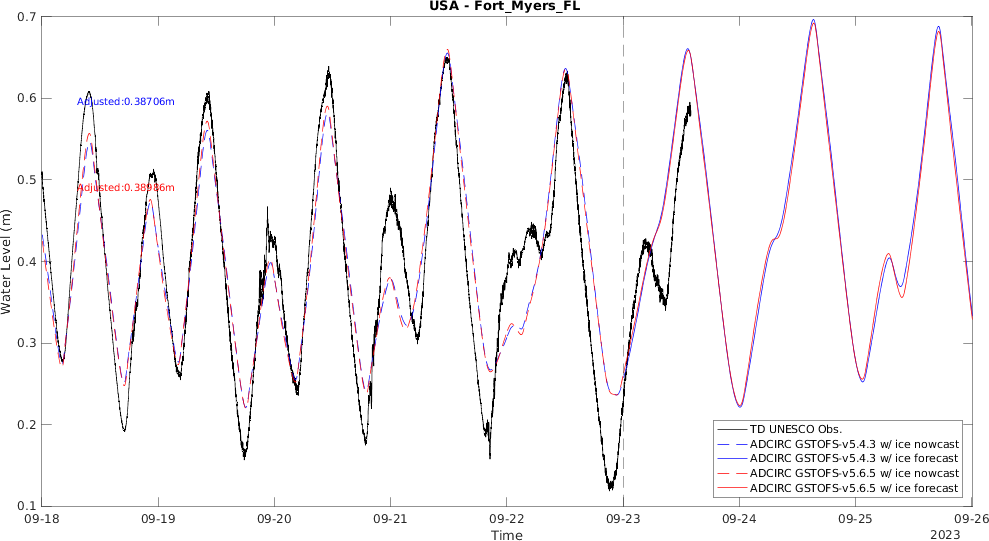 USA - Fort_Myers_FL
0.7
0.6
0.5
0.4
0.3
0.2
0.1
Water Level (m)
Adjusted:0.38706m
Adjusted:0.38986m
TD UNESCO Obs.
ADCIRC GSTOFS-v5.4.3 w/ ice nowcast
ADCIRC GSTOFS-v5.4.3 w/ ice forecast
ADCIRC GSTOFS-v5.6.5 w/ ice nowcast
ADCIRC GSTOFS-v5.6.5 w/ ice forecast
09-18 09-19 09-20 09-21 09-22 09-23 09-24 09-25 09-26
Time
2023